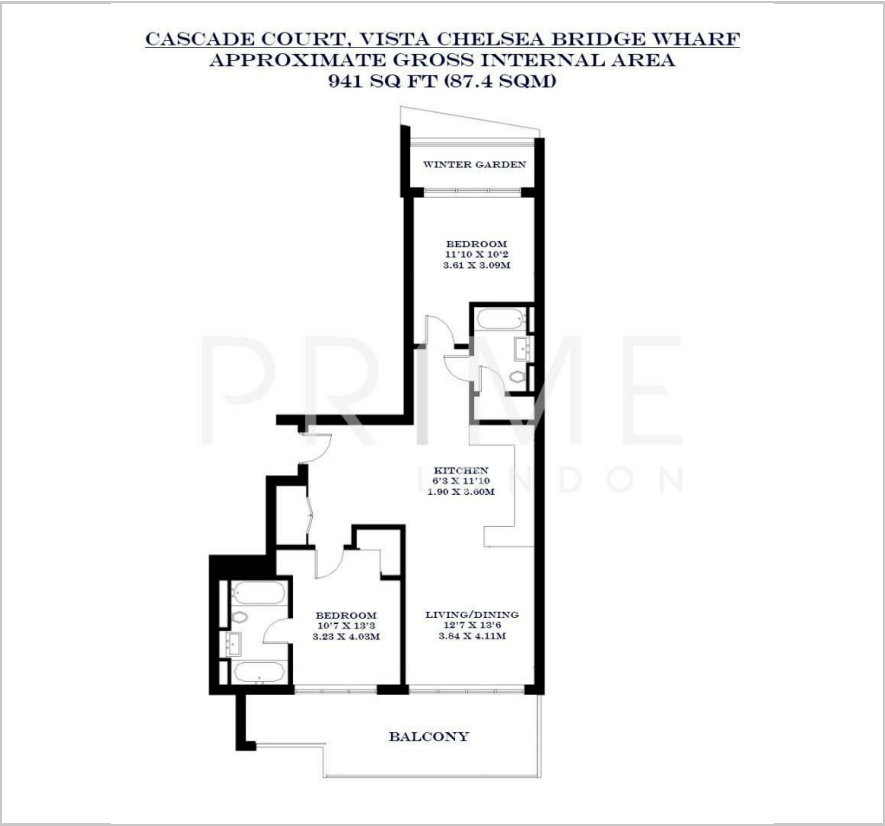 CASCADE COURT, VISTA CHELSEA BRIDGE WHARF
APPROXIMATE GROSS INTERNAL AREA
941 SQ FT (87.4 SQM)
WINTER GARDEN
BEDROOM
11'10 X 10'2
3.61 X 3.09M
PRIME
LONDON
KITCHEN
6'3 X 11'10
1.90 X 3.60M
BEDROOM
10'7 X 13'3
3.23 X 4.03M
LIVING/DINING
12'7 X 13'6
3.84 X 4.11M
BALCONY